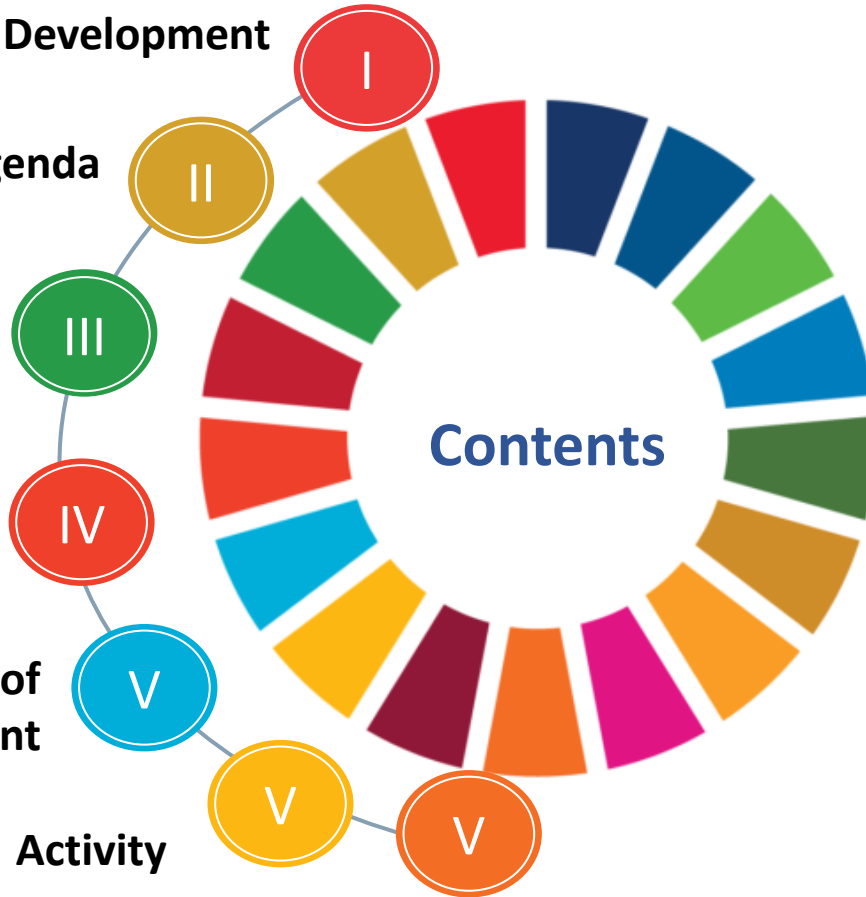 Development
I
genda
II
III
Contents
IV
of
V
nt
V
V
Activity